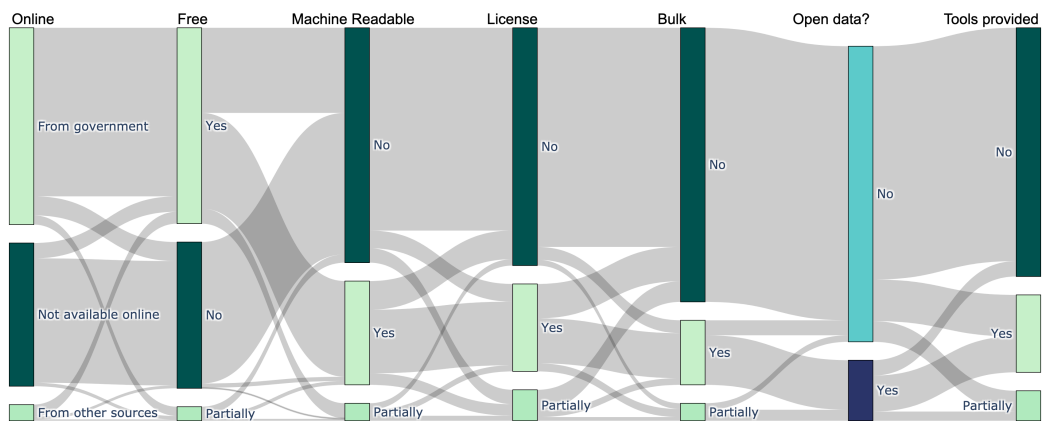 Online
Free
Machine Readable
License
Bulk
Open data?
Tools provided
From government
Yes
No
No
No
No
No
Not available online
No
Yes
Yes
Yes
Yes
Yes
From other sources
Partially
Partially
Partially
Partially
Partially